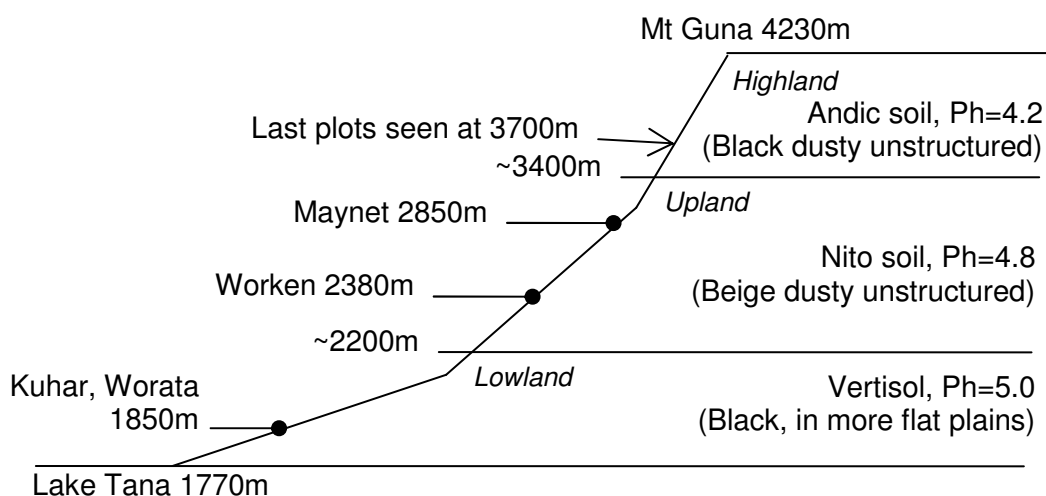 Mt Guna 4230m
Highland
Andic soil, Ph=4.2
(Black dusty unstructured)
Last plots seen at 3700m
~3400m
Upland
Maynet 2850m
Nito soil, Ph=4.8
(Beige dusty unstructured)
Worken 2380m
~2200m
Lowland
Kuhar, Worata
1850m
Vertisol, Ph=5.0
(Black, in more flat plains)
Lake Tana 1770m